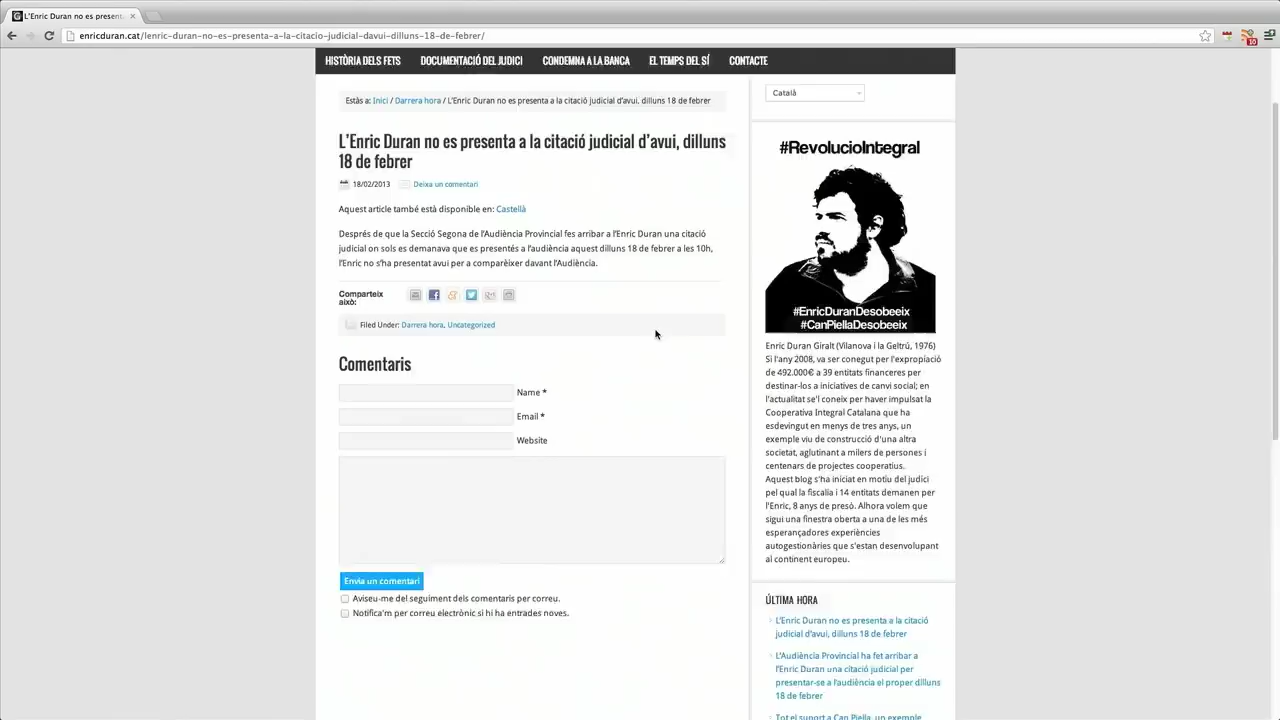 L'Enric Duran no es present
enricduran.cat/lenric-duran-no-es-presenta-a-la-citacio-judicial-davui-dilluns-18-de-febrer/
10
HISTÒRIA DELS FETS DOCUMENTACIÓ DEL JUDICI CONDEMNA A LA BANCA EL TEMPS DEL SÍ CONTACTE
Estàs a: Inici / Darrera hora / L'Enric Duran no es presenta a la citació judicial d'avui, dilluns 18 de febrer
L'Enric Duran no es presenta a la citació judicial d'avui, dilluns
18 de febrer
18/02/2013 Deixa un comentari
Aquest article també està disponible en: Castellà
Després de que la Secció Segona de l'Audiència Provincial fes arribar a l'Enric Duran una citació
judicial on sols es demanava que es presentés a l'audiència aquest dilluns 18 de febrer a les 10h,
l'Enric no s'ha presentat avui per a comparèixer davant l'Audiència.
Comparteix
això:
Filed Under: Darrera hora, Uncategorized
Comentaris
Name *
Email *
Website
Envia un comentari
Aviseu-me del seguiment dels comentaris per correu.
Notifica'm per correu electrònic si hi ha entrades noves.
Català
#RevolucioIntegral
#EnricDuranDesobeeix
#CanPiellaDesobeeix
Enric Duran Giralt (Vilanova i la Geltrú, 1976)
Si l'any 2008, va ser conegut per l'expropíació
de 492.000€ a 39 entitats financeres per
destinar-los a iniciatives de canvi social; en
l'actualitat se'l coneix per haver impulsat la
Cooperativa Integral Catalana que ha
esdevingut en menys de tres anys, un
exemple viu de construcció d'una altra
societat, aglutinant a milers de persones i
centenars de projectes cooperatius.
Aquest blog s'ha iniciat en motiu del judici
pel qual la fiscalia i 14 entitats demanen per
l'Enric, 8 anys de presó. Alhora volem que
sigui una finestra oberta a una de les més
esperançadores experiències
autogestionàries que s'estan desenvolupant
al continent europeu.
ÚLTIMA HORA
L'Enric Duran no es presenta a la citació
judicial d'avui, dilluns 18 de febrer
L'Audiència Provincial ha fet arribar a
l'Enric Duran una citació judicial per
presentar-se a l'audiència el proper dilluns
18 de febrer
Tot el suport a Can Piella, un exemple